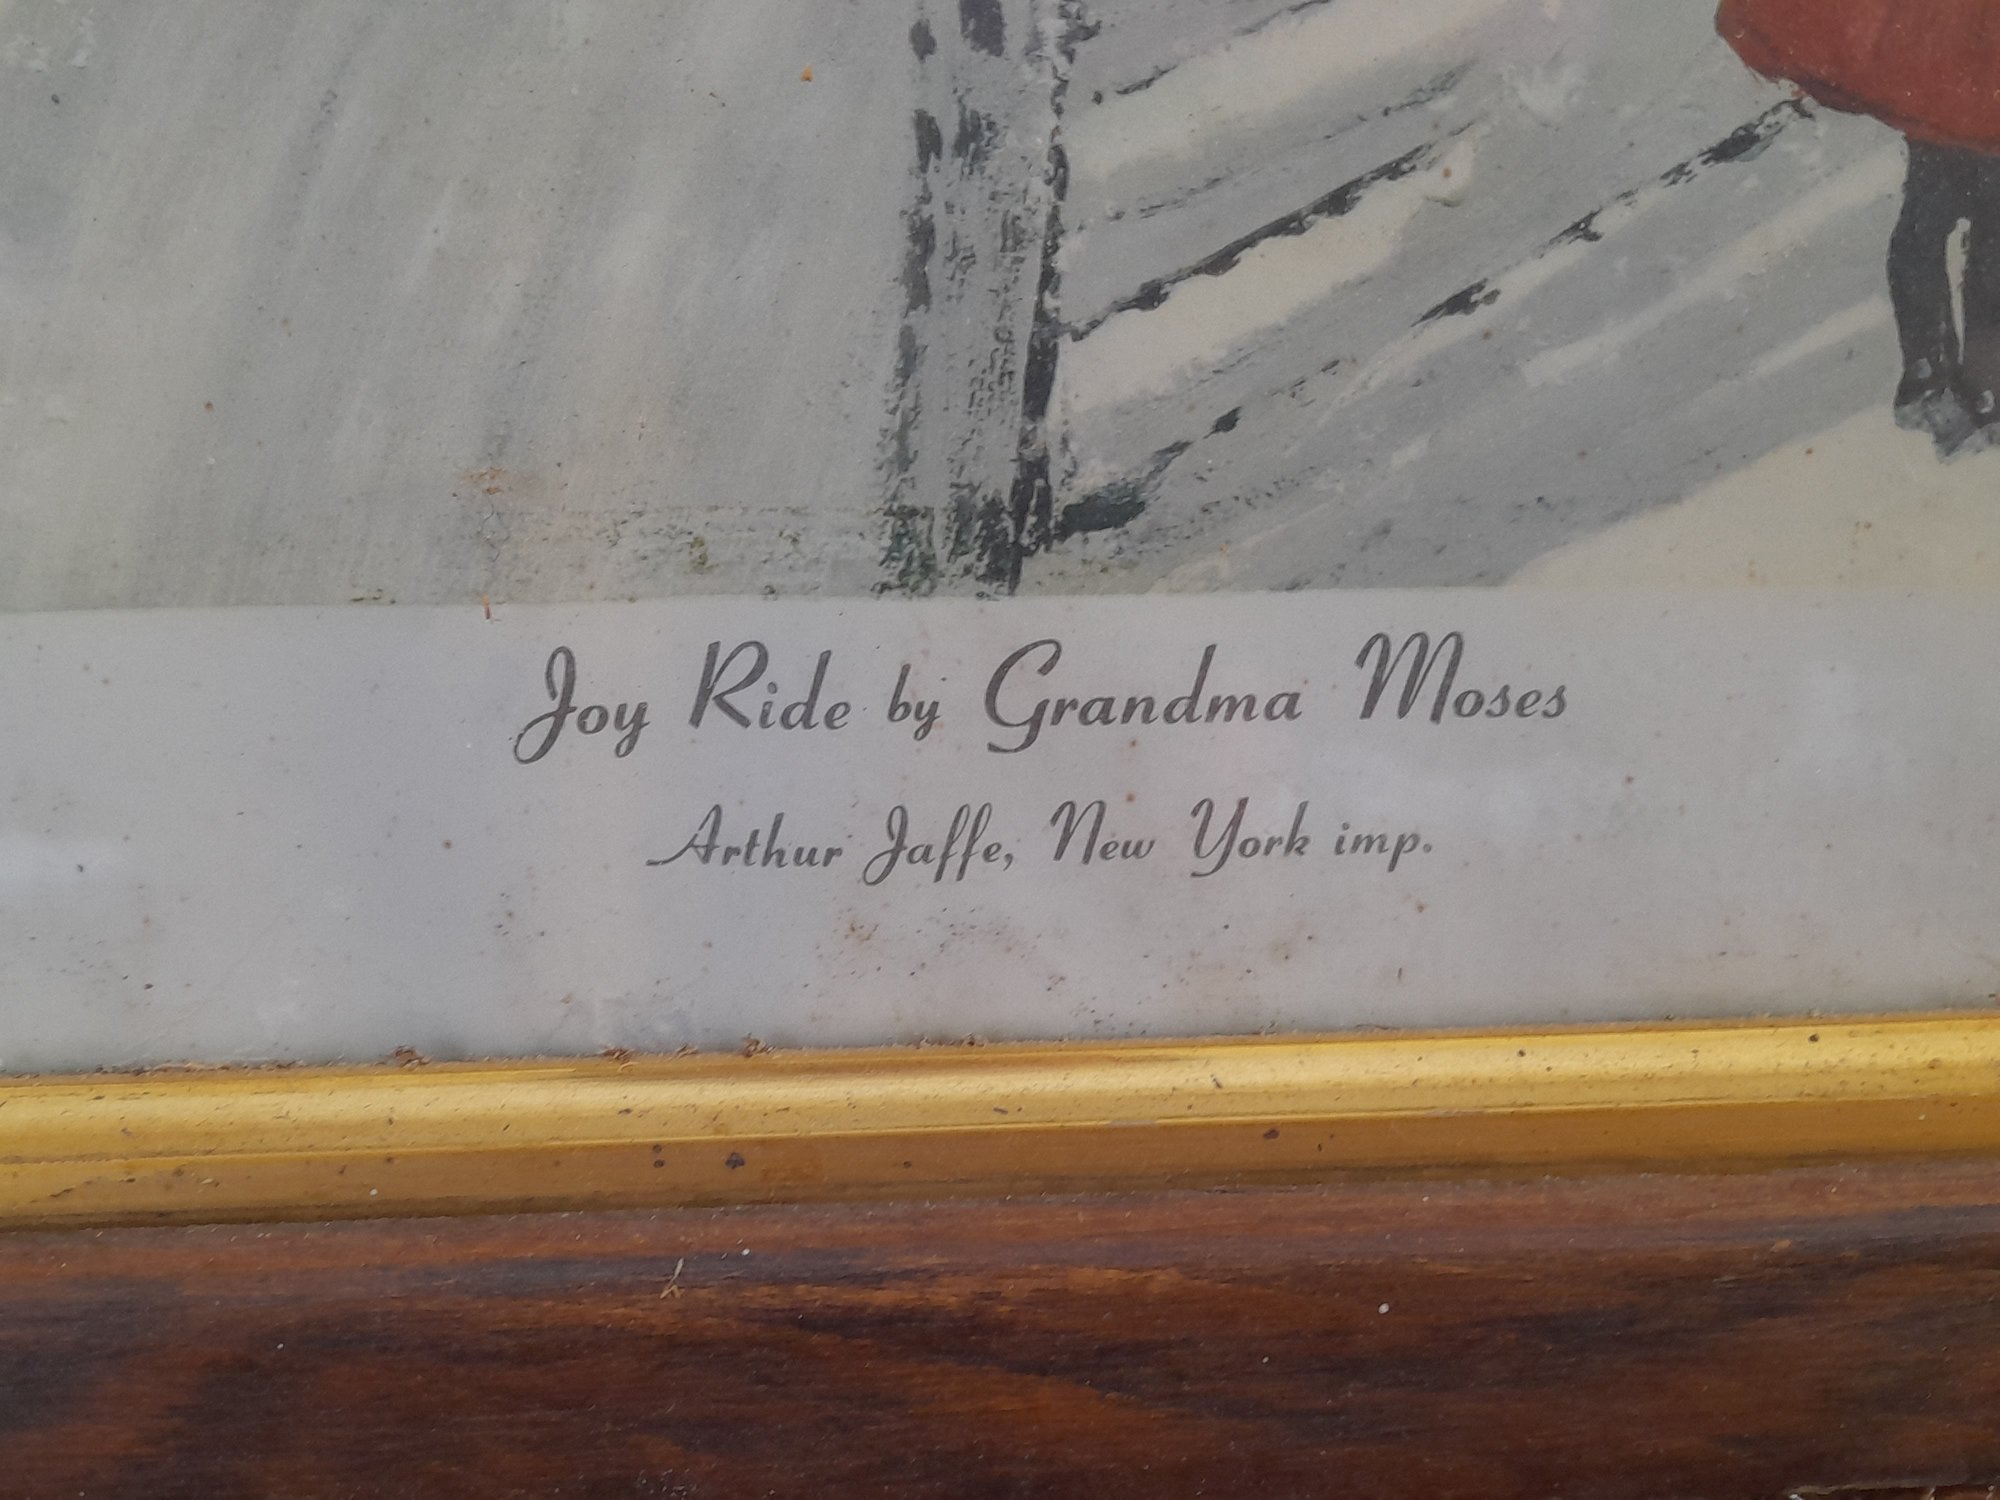 Joy Ride by Grandma Moses
Arthur Jaffe, New York imp.